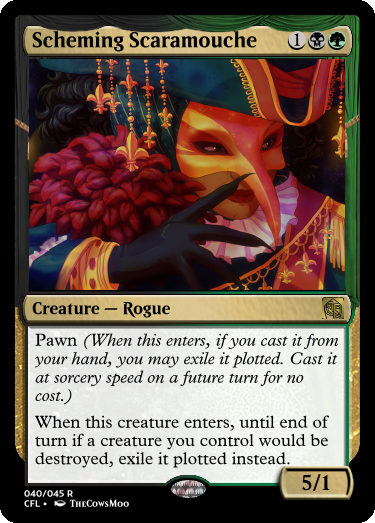 Scheming Scaramouche 1
Creature — Rogue
Pawn (When this enters, if you cast it from
your hand, you may exile it plotted. Cast it
at sorcery speed on a future turn for no
cost.)
When this creature enters, until end of
turn if a creature you control would be
destroyed, exile it plotted instead.
5/1
040/045 R
CFL • TheCowsMoo